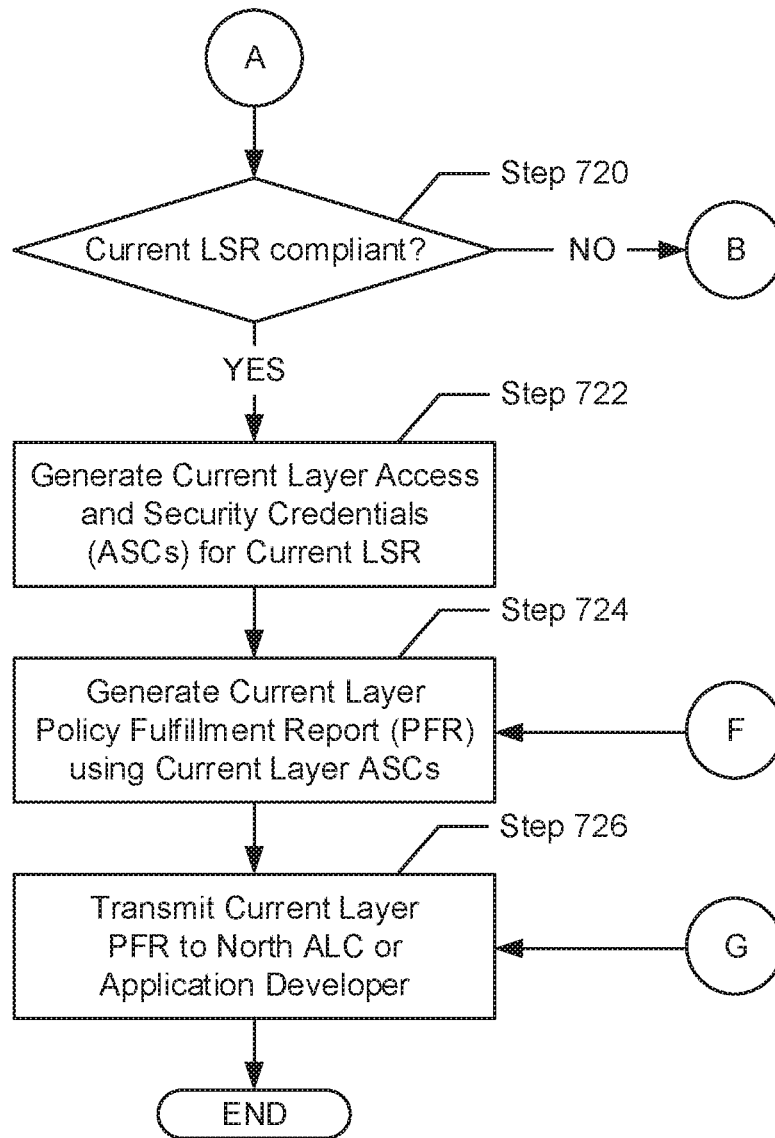 A
Step 720
Current LSR compliant?
NO
B
YES
Step 722
Generate Current Layer Access
and Security Credentials
(ASCs) for Current LSR
Step 724
Generate Current Layer
Policy Fulfillment Report (PFR)
using Current Layer ASCs
F
Step 726
Transmit Current Layer
PFR to North ALC or
Application Developer
G
END